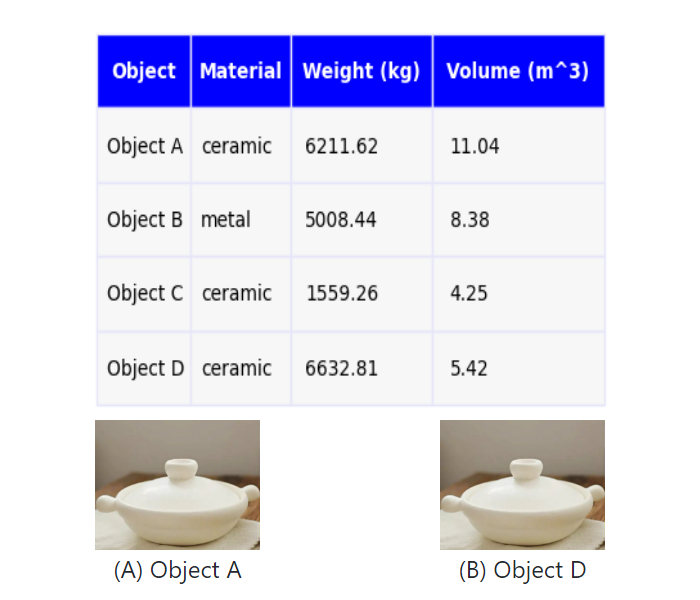 Object Material Weight (kg) Volume (m^3)
Object A ceramic 6211.62 11.04
Object B metal 5008.44 8.38
Object C ceramic 1559.26 4.25
Object D ceramic 6632.81 5.42
(A) Object A (B) Object D